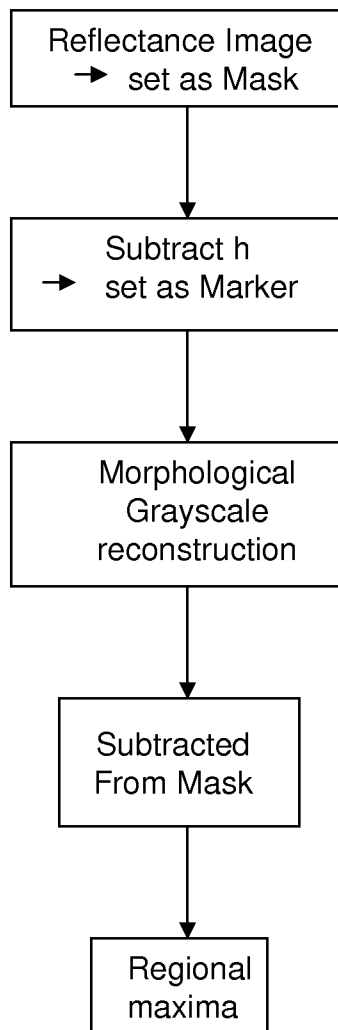 Reflectance Image
→ set as Mask
Subtract h
→ set as Marker
Morphological
Grayscale
reconstruction
Subtracted
From Mask
Regional
maxima